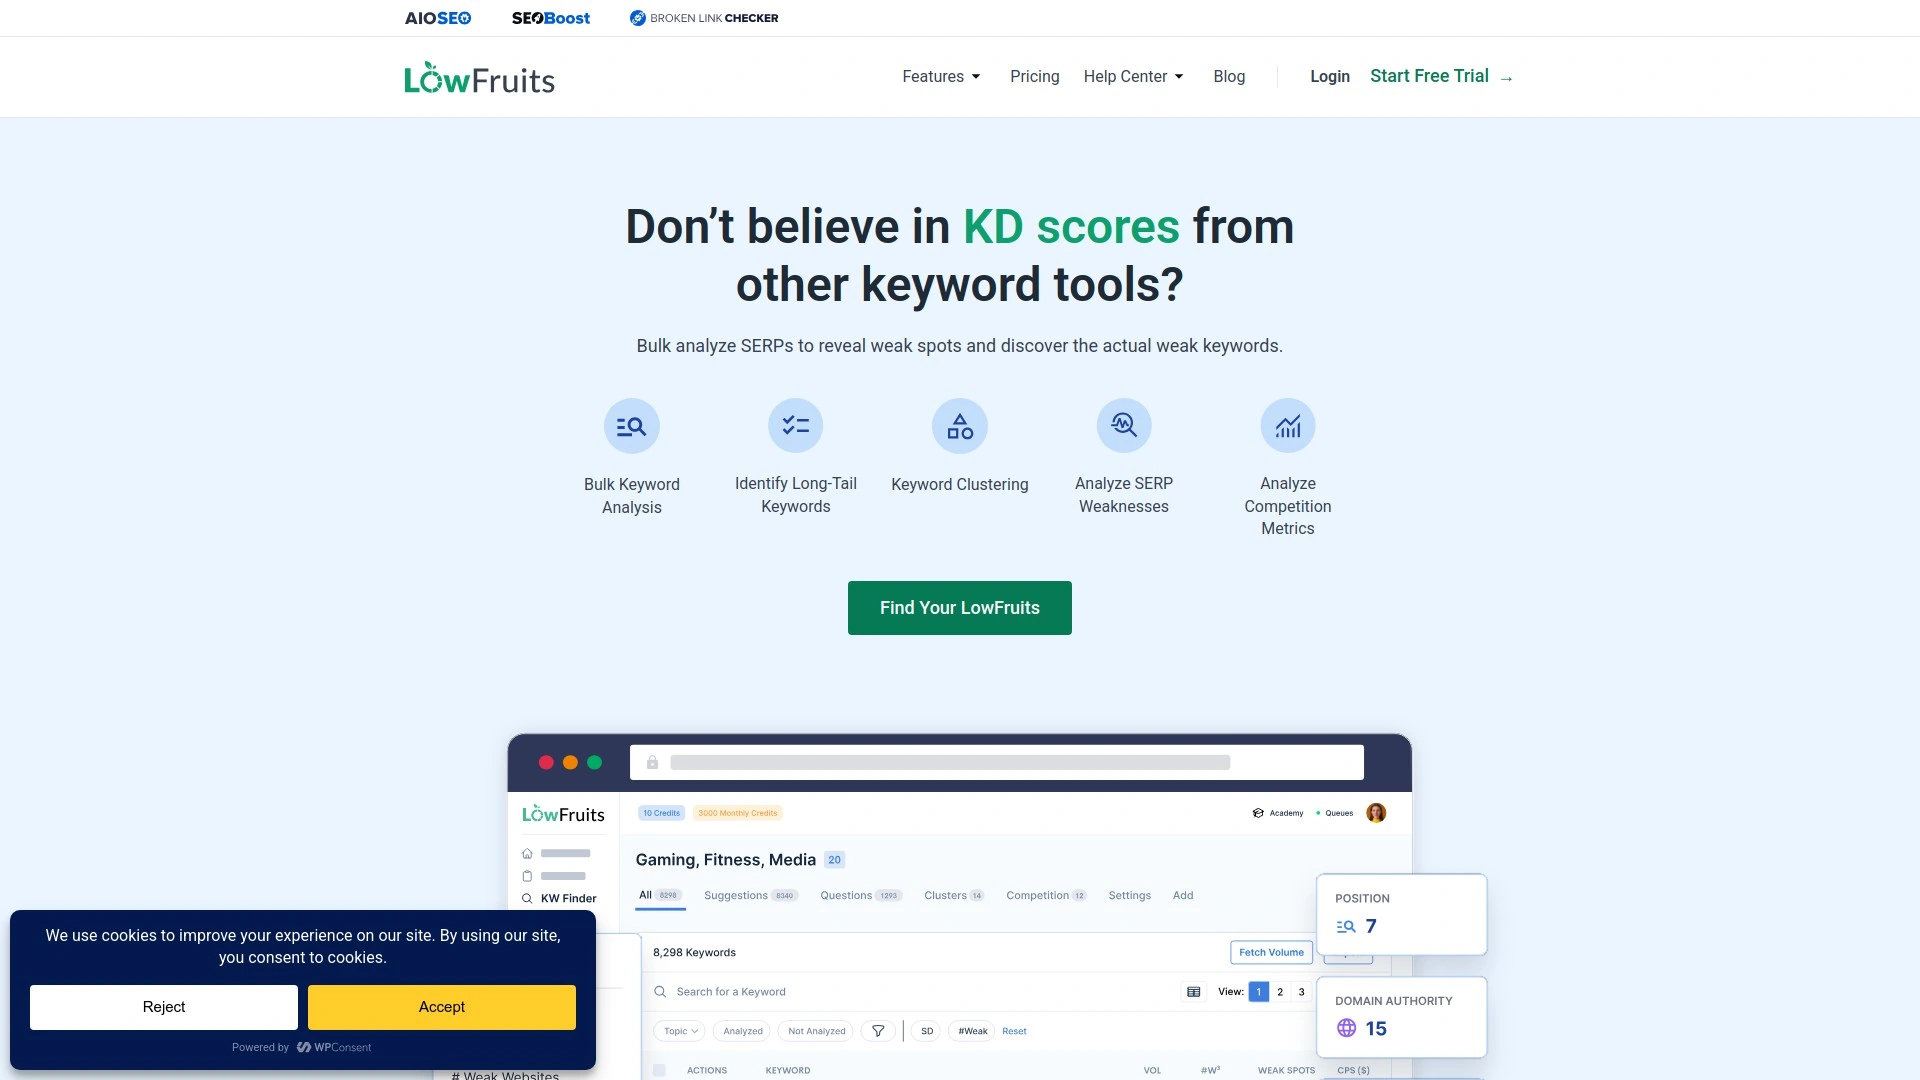 AIOSEO
SEOBoost
BROKEN LINK CHECKER
LowFruits
Features
Pricing
Help Center
Blog
Login
Start Free Trial →
Don’t believe in KD scores from
other keyword tools?
Bulk analyze SERPs to reveal weak spots and discover the actual weak keywords.
Bulk Keyword
Analysis
Identify Long-Tail
Keywords
Keyword Clustering
Analyze SERP
Weaknesses
Analyze
Competition
Metrics
Find Your LowFruits
LowFruits
10 Credits
3000 Monthly Credits
Academy
Queues
Gaming, Fitness, Media 20
All 8298
Suggestions 8340
Questions 1293
Clusters 14
Competition 12
Settings
Add
KW Finder
POSITION
7
8,298 Keywords
Fetch Volume
Search for a Keyword
View: 1 2 3
DOMAIN AUTHORITY
15
Topic
Analyzed
Not Analyzed
SD
#Weak
Reset
ACTIONS
KEYWORD
VOL
#W³
WEAK SPOTS
CPS ($)
# Weak Websites
We use cookies to improve your experience on our site. By using our site,
you consent to cookies.
Reject
Accept
Powered by WPConsent